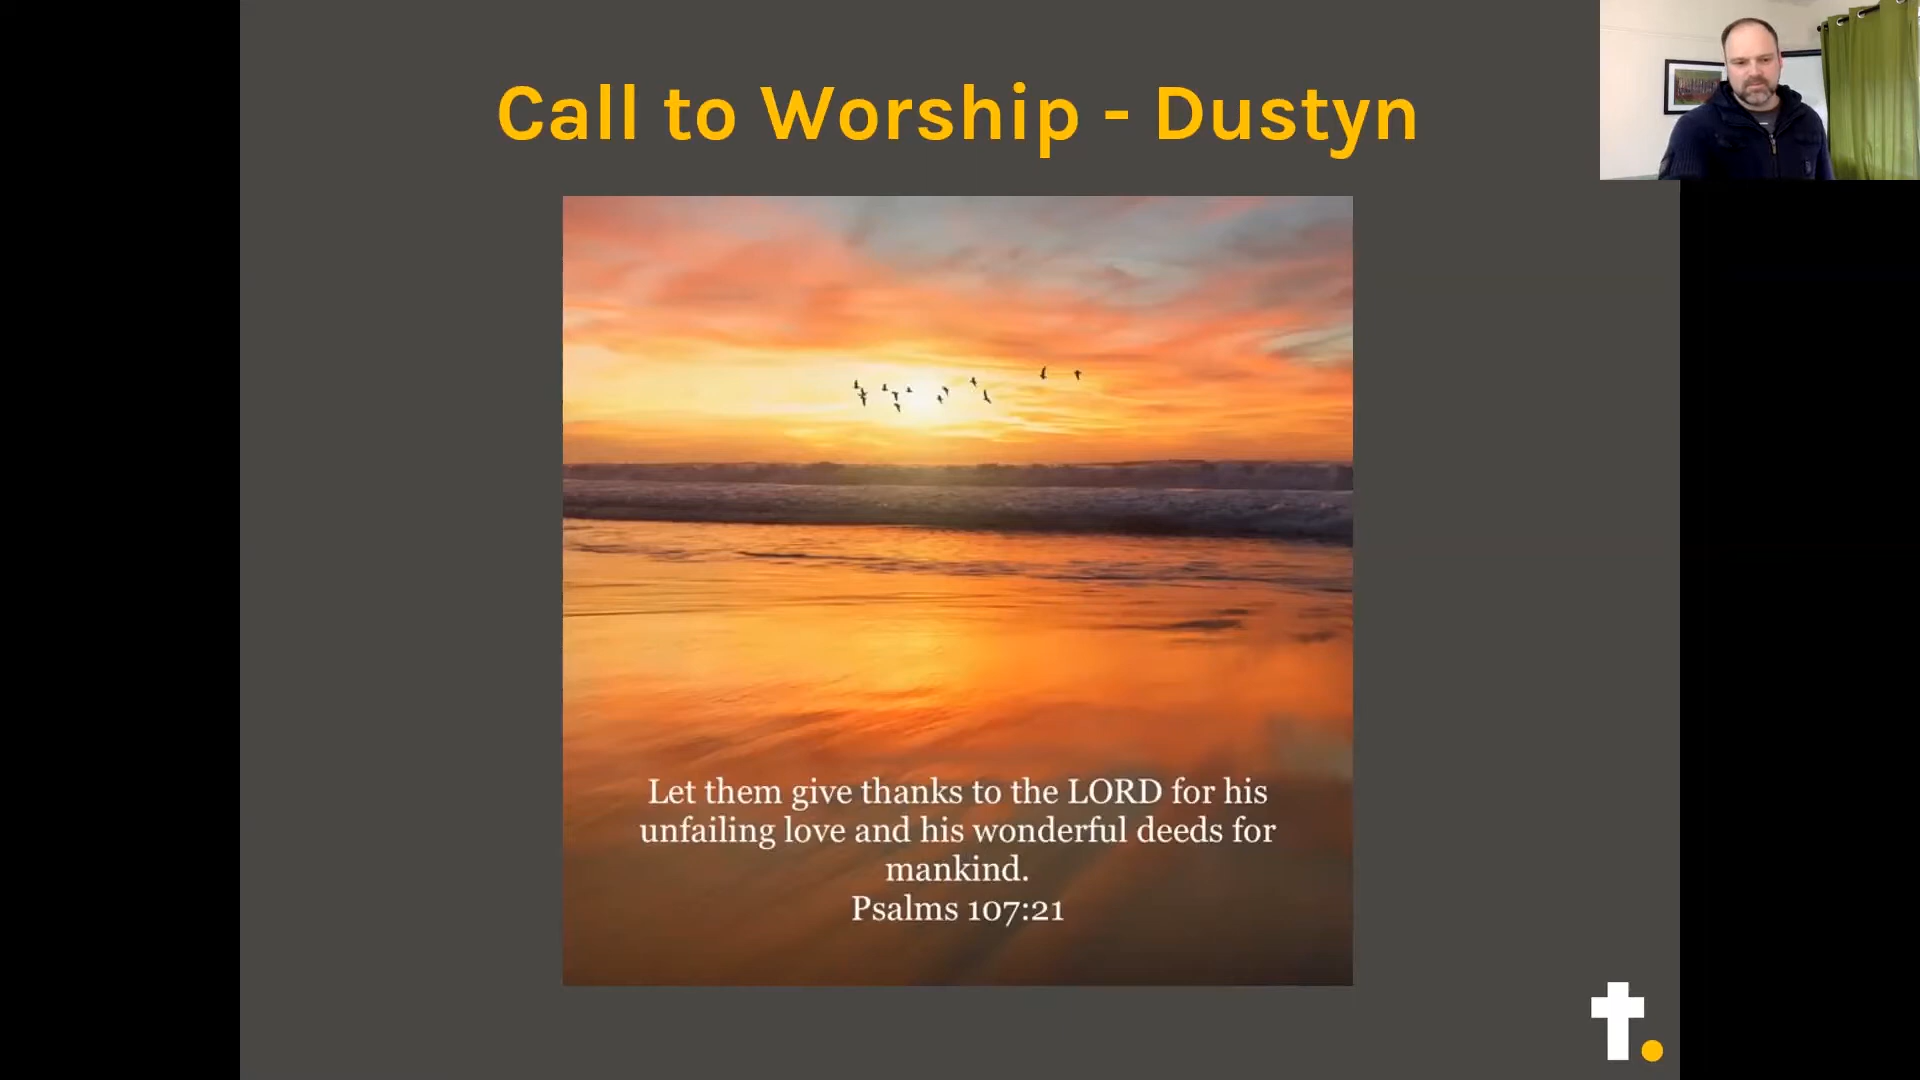 Call to Worship - Dustyn
Let them give thanks to the LORD for his
unfailing love and his wonderful deeds for
mankind.
Psalms 107:21
t.